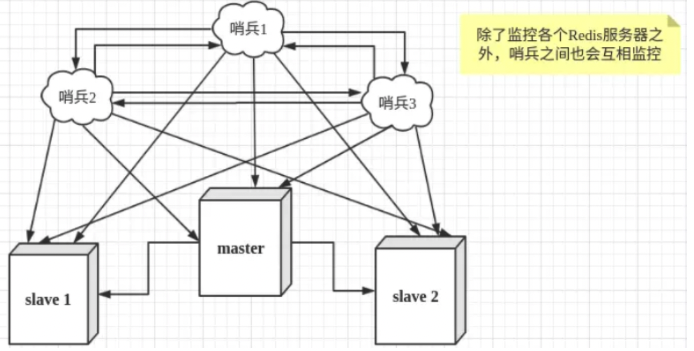 哨兵1
除了监控各个Redis服务器之
外，哨兵之间也会互相监控
哨兵2
哨兵3
master
slave 1
slave 2